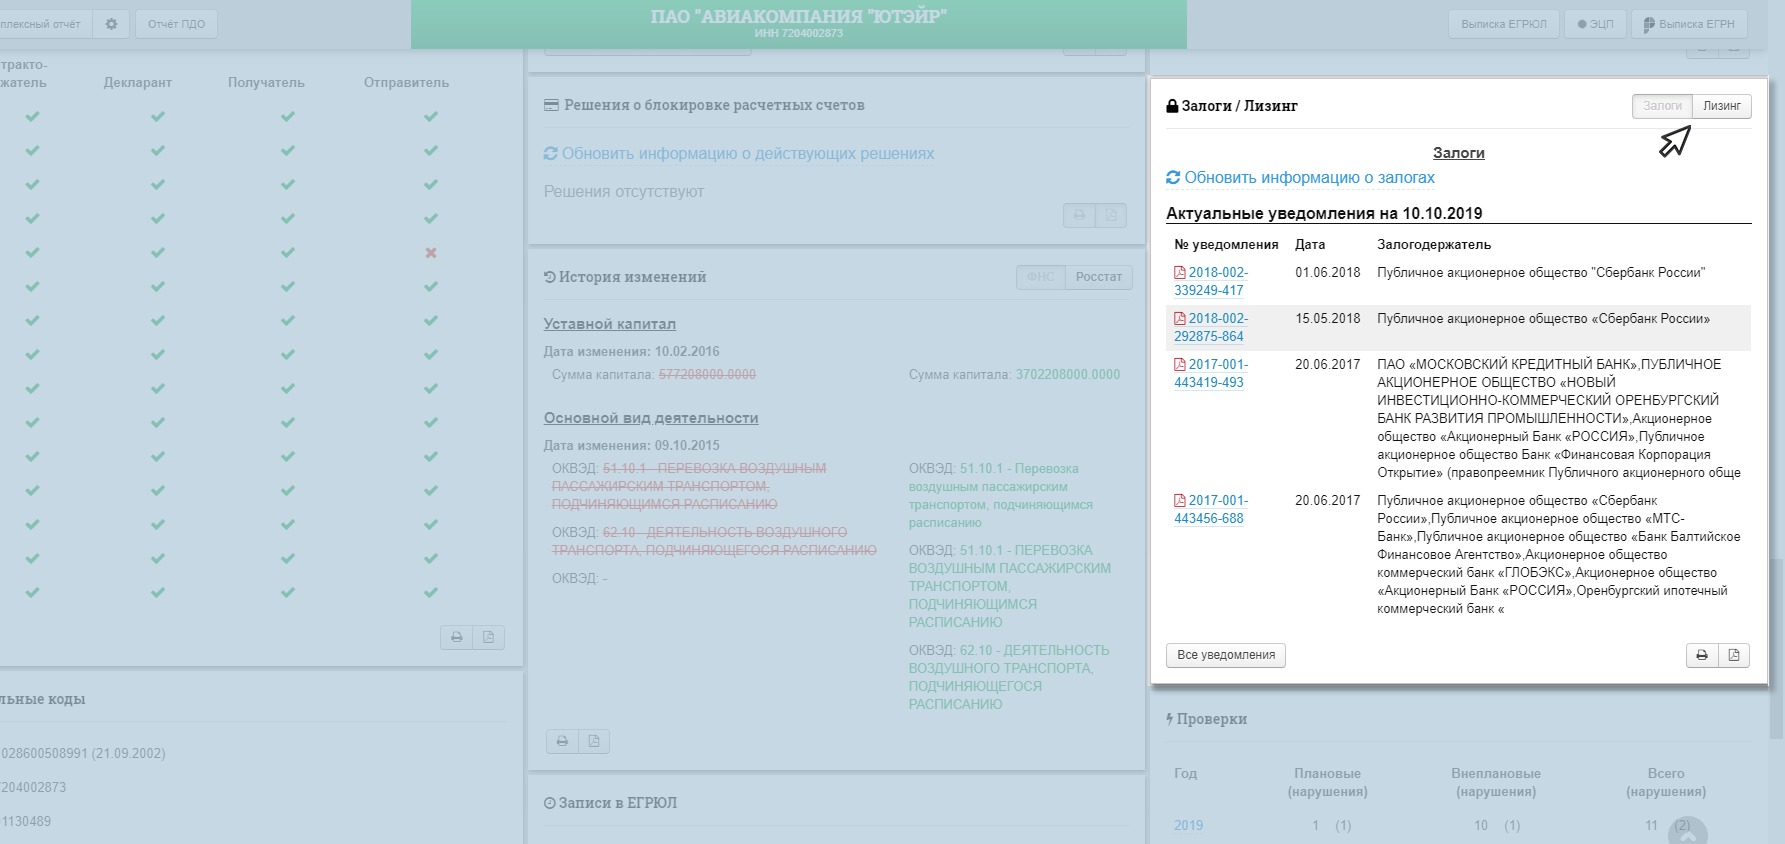 плексный отчёт
Отчёт ПДО
ПАО "АВИАКОМПАНИЯ "ЮТЭЙР"
ИНН 7204002873
Выписка ЕГРЮЛ
ЭЦП
Выписка ЕГРН
тракто-
жатель
Декларант
Получатель
Отправитель
льные коды
028600508991 (21.09.2002)
7204002873
1130489
Решения о блокировке расчетных счетов
Обновить информацию о действующих решениях
Решения отсутствуют
История изменений
ФНС
Росстат
Уставной капитал
Дата изменения: 10.02.2016
Сумма капитала: 577208000.0000
Сумма капитала: 3702208000.0000
Основной вид деятельности
Дата изменения: 09.10.2015
ОКВЭД: 51.10.1 - ПЕРЕВОЗКА ВОЗДУШНЫМ
ПАССАЖИРСКИМ ТРАНСПОРТОМ,
ПОДЧИНЯЮЩИМСЯ РАСПИСАНИЮ
ОКВЭД: 62.10 - ДЕЯТЕЛЬНОСТЬ ВОЗДУШНОГО
ТРАНСПОРТА, ПОДЧИНЯЮЩЕГОСЯ РАСПИСАНИЮ
ОКВЭД: -
ОКВЭД: 51.10.1 - Перевозка
воздушным пассажирским
транспортом, подчиняющимся
расписанию
ОКВЭД: 51.10.1 - ПЕРЕВОЗКА
ВОЗДУШНЫМ ПАССАЖИРСКИМ
ТРАНСПОРТОМ,
ПОДЧИНЯЮЩИМСЯ
РАСПИСАНИЮ
ОКВЭД: 62.10 - ДЕЯТЕЛЬНОСТЬ
ВОЗДУШНОГО ТРАНСПОРТА,
ПОДЧИНЯЮЩЕГОСЯ
РАСПИСАНИЮ
Записи в ЕГРЮЛ
Залоги / Лизинг
Залоги
Лизинг
Залоги
Обновить информацию о залогах
Актуальные уведомления на 10.10.2019
№ уведомления Дата Залогодержатель
2018-002-
339249-417
01.06.2018
Публичное акционерное общество "Сбербанк России"
2018-002-
292875-864
15.05.2018
Публичное акционерное общество «Сбербанк России»
2017-001-
443419-493
20.06.2017
ПАО «МОСКОВСКИЙ КРЕДИТНЫЙ БАНК»,ПУБЛИЧНОЕ
АКЦИОНЕРНОЕ ОБЩЕСТВО «НОВЫЙ
ИНВЕСТИЦИОННО-КОММЕРЧЕСКИЙ ОРЕНБУРГСКИЙ
БАНК РАЗВИТИЯ ПРОМЫШЛЕННОСТИ»,Акционерное
общество «Акционерный Банк «РОССИЯ»,Публичное
акционерное общество Банк «Финансовая Корпорация
Открытие» (правопреемник Публичного акционерного обще
2017-001-
443456-688
20.06.2017
Публичное акционерное общество «Сбербанк
России»,Публичное акционерное общество «МТС-
Банк»,Публичное акционерное общество «Банк Балтийское
Финансовое Агентство»,Акционерное общество
коммерческий банк «ГЛОБЭКС»,Акционерное общество
«Акционерный Банк «РОССИЯ»,Оренбургский ипотечный
коммерческий банк «
Все уведомления
Проверки
Год Плановые Внеплановые Всего
(нарушения) (нарушения) (нарушения)
2019 1 (1) 10 (1) 11 (2)